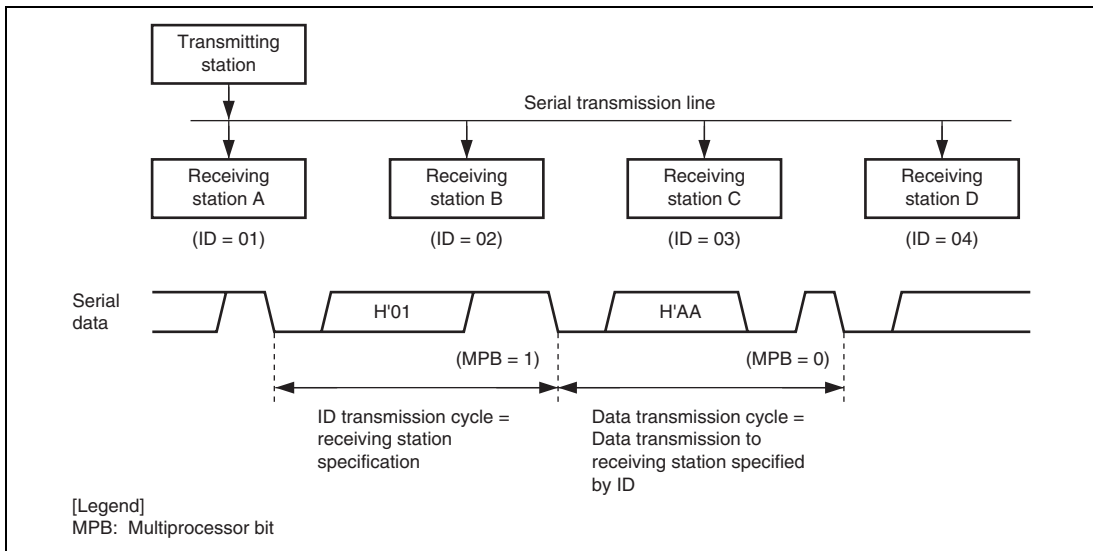 Transmitting
station
Serial transmission line
Receiving
station A
Receiving
station B
Receiving
station C
Receiving
station D
(ID = 01)
(ID = 02)
(ID = 03)
(ID = 04)
Serial
data
H'01
H'AA
(MPB = 1)
(MPB = 0)
ID transmission cycle =
receiving station
specification
Data transmission cycle =
Data transmission to
receiving station specified
by ID
[Legend]
MPB: Multiprocessor bit